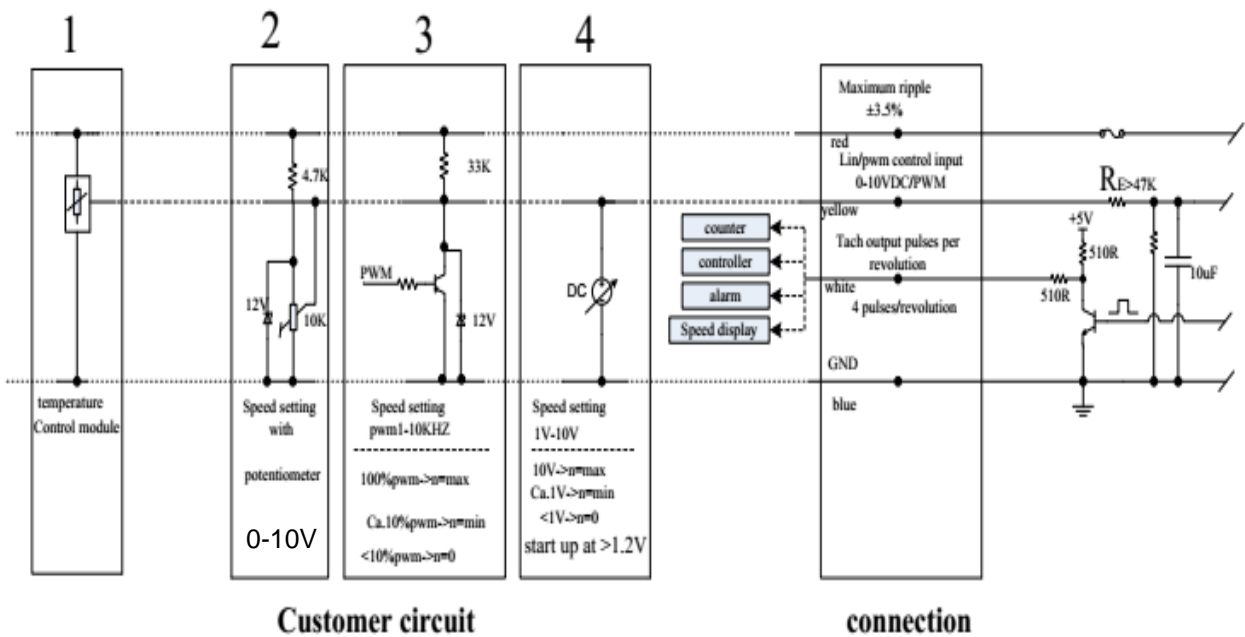 1
2
3
4
Maximum ripple
±3.5%
red
Lin/pwm control input
0-10VDC/PWM
yellow
Tach output pulses per
revolution
white
4 pulses/revolution
GND
blue
4.7K
33K
RE>47K
+5V
510R
510R
10uF
counter
controller
alarm
Speed display
PWM
12V
10K
12V
DC
temperature
Control module
Speed setting
with
potentiometer
0-10V
Speed setting
pwm1-10KHZ
100%pwm->n=max
Ca.10%pwm->n=min
<10%pwm->n=0
Speed setting
1V-10V
10V->n=max
Ca.1V->n=min
<1V->n=0
start up at >1.2V
Customer circuit
connection